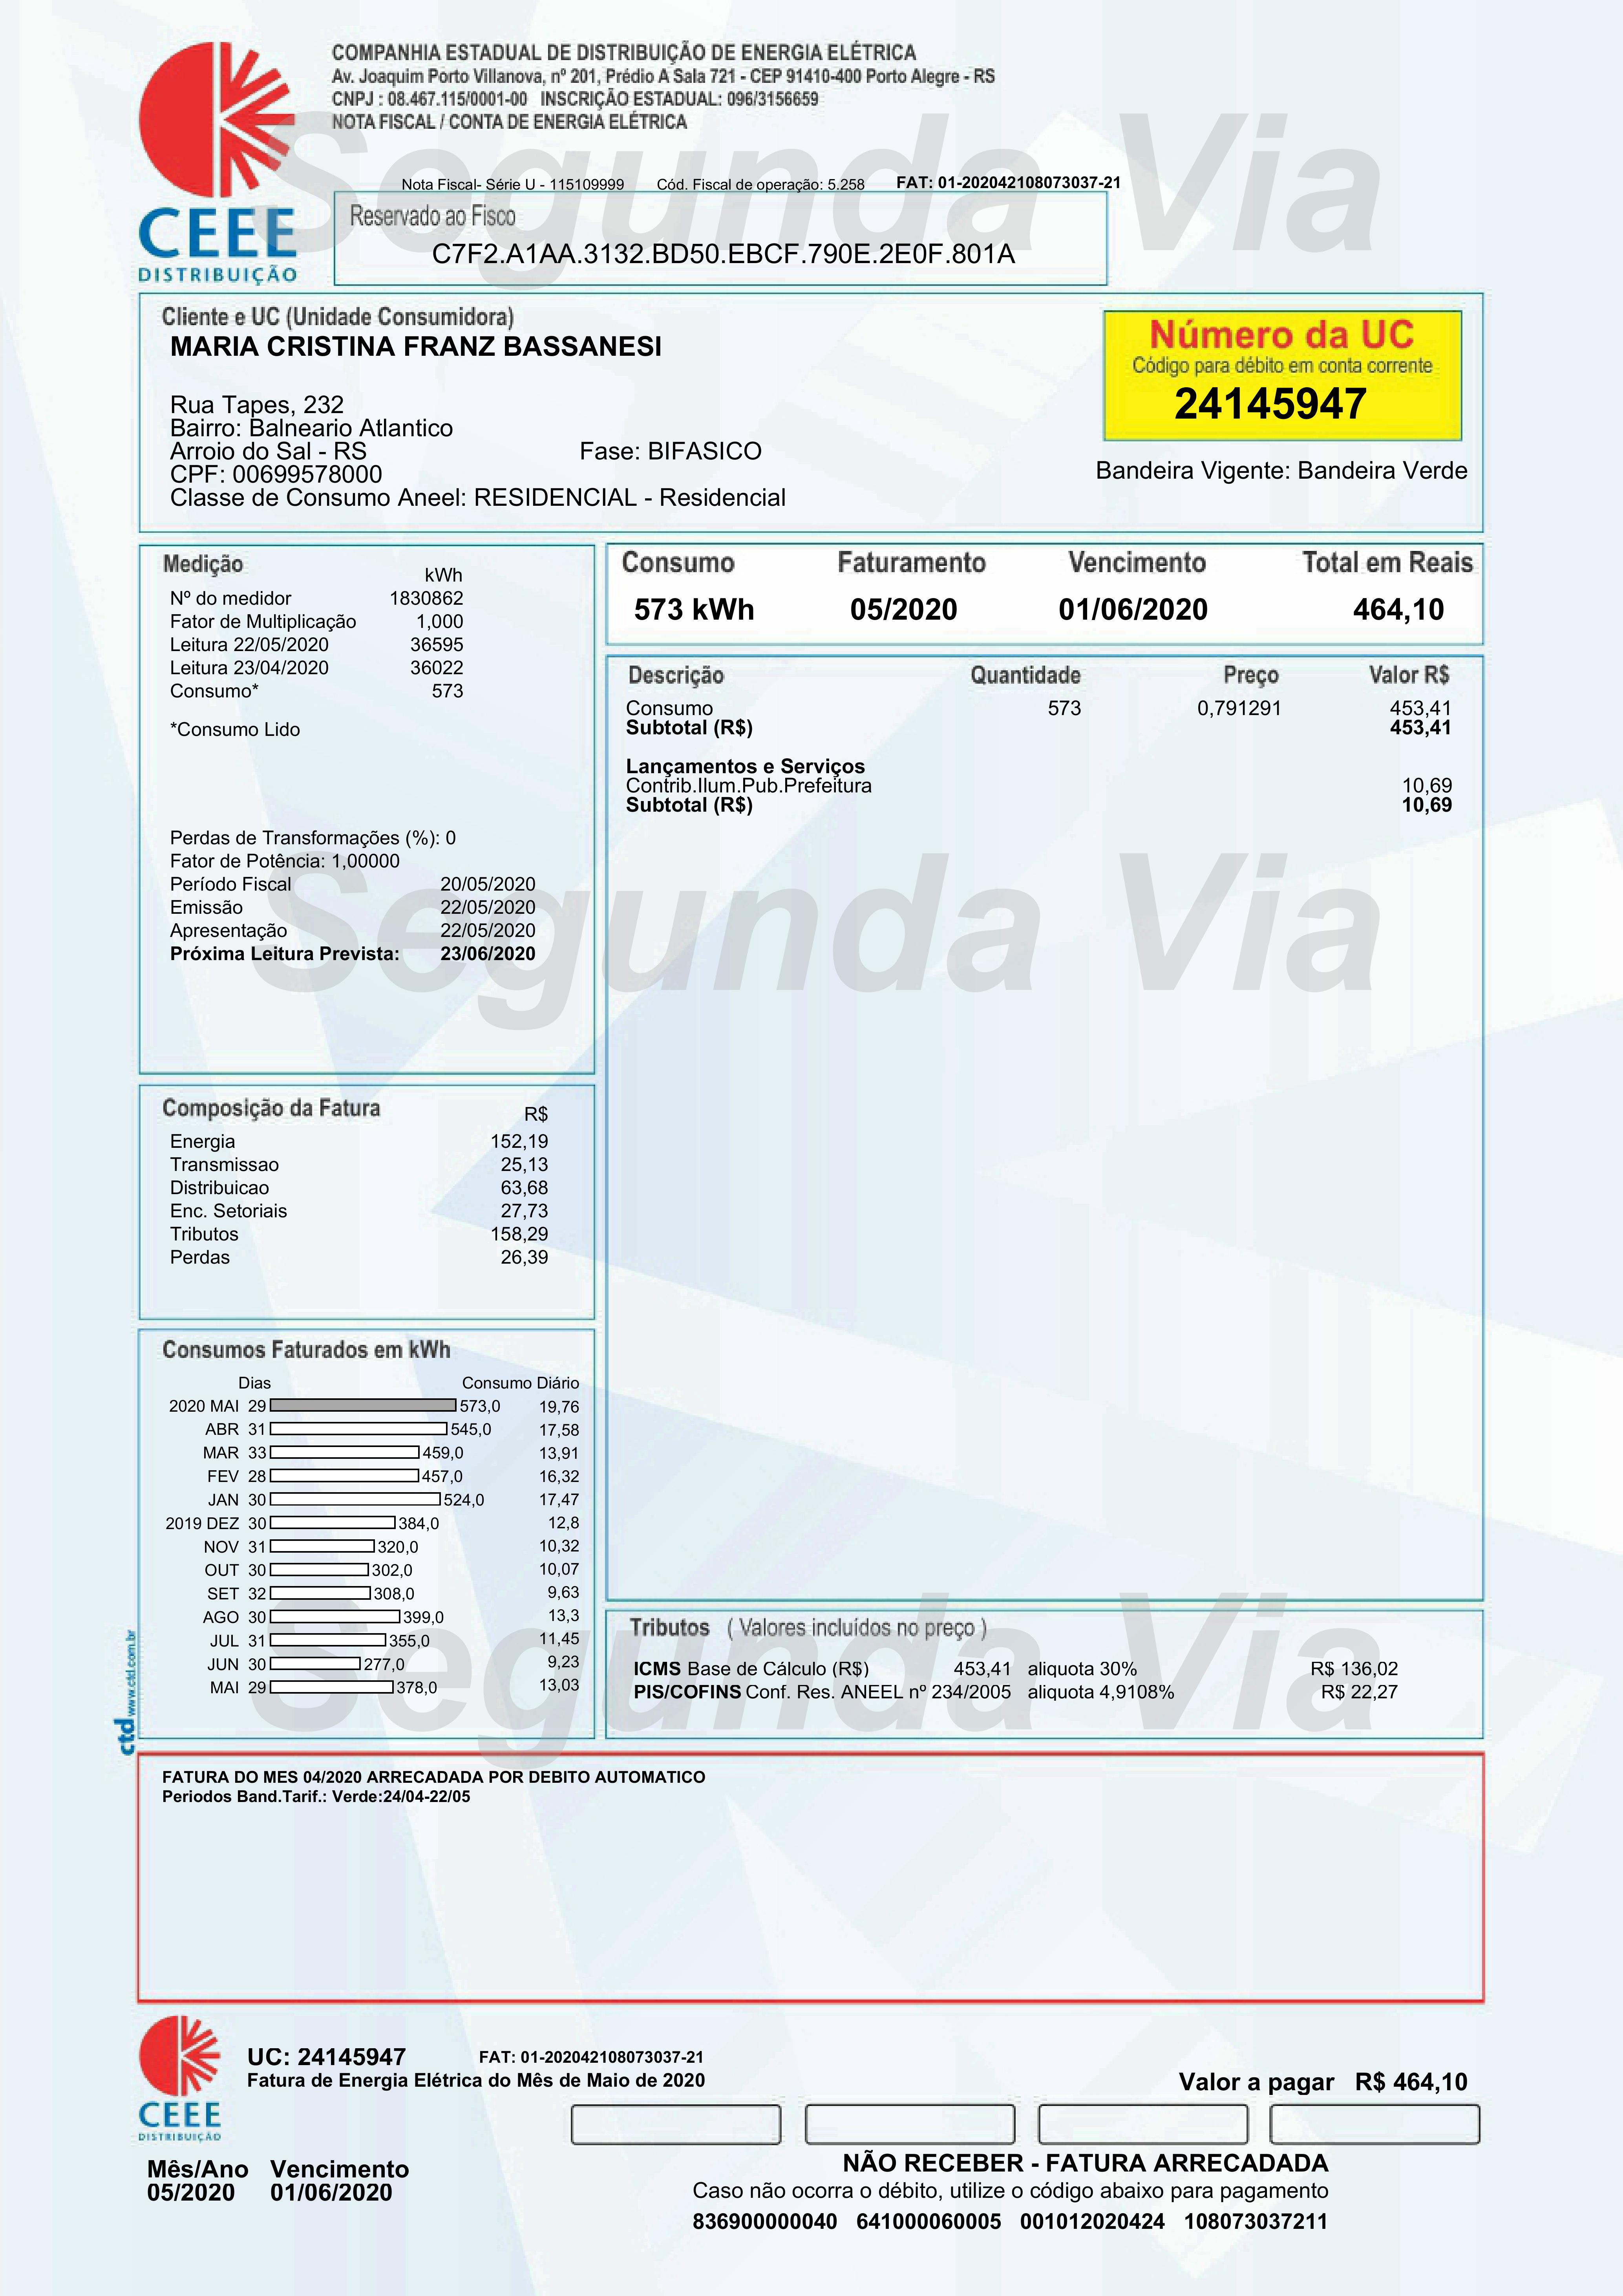 COMPANHIA ESTADUAL DE DISTRIBUIÇÃO DE ENERGIA ELÉTRICA
Av. Joaquim Porto Villanova, nº 201, Prédio A Sala 721 - CEP 91410-400 Porto Alegre - RS
CNPJ : 08.467.115/0001-00 INSCRIÇÃO ESTADUAL: 096/3156659
NOTA FISCAL / CONTA DE ENERGIA ELÉTRICA
Segunda Via
Nota Fiscal- Série U - 115109999 Cód. Fiscal de operação: 5.258 FAT: 01-202042108073037-21
CEEE
DISTRIBUIÇÃO
Reservado ao Fisco
C7F2.A1AA.3132.BD50.EBCF.790E.2E0F.801A
Cliente e UC (Unidade Consumidora)
MARIA CRISTINA FRANZ BASSANESI
Rua Tapes, 232
Bairro: Balneario Atlantico
Arroio do Sal - RS Fase: BIFASICO
CPF: 00699578000
Classe de Consumo Aneel: RESIDENCIAL - Residencial
Número da UC
Código para débito em conta corrente
24145947
Bandeira Vigente: Bandeira Verde
Medição
kWh
Nº do medidor 1830862
Fator de Multiplicação 1,000
Leitura 22/05/2020 36595
Leitura 23/04/2020 36022
Consumo* 573
*Consumo Lido
Perdas de Transformações (%): 0
Fator de Potência: 1,00000
Período Fiscal 20/05/2020
Emissão 22/05/2020
Apresentação 22/05/2020
Próxima Leitura Prevista: 23/06/2020
Consumo Faturamento Vencimento Total em Reais
573 kWh 05/2020 01/06/2020 464,10
Descrição Quantidade Preço Valor R$
Consumo 573 0,791291 453,41
Subtotal (R$) 453,41
Lançamentos e Serviços
Contrib.Ilum.Pub.Prefeitura 10,69
Subtotal (R$) 10,69
Segunda Via
Composição da Fatura R$
Energia 152,19
Transmissao 25,13
Distribuicao 63,68
Enc. Setoriais 27,73
Tributos 158,29
Perdas 26,39
Consumos Faturados em kWh
Dias Consumo Diário
2020 MAI 29 573,0 19,76
ABR 31 545,0 17,58
MAR 33 459,0 13,91
FEV 28 457,0 16,32
JAN 30 524,0 17,47
2019 DEZ 30 384,0 12,8
NOV 31 320,0 10,32
OUT 30 302,0 10,07
SET 32 308,0 9,63
AGO 30 399,0 13,3
JUL 31 355,0 11,45
JUN 30 277,0 9,23
MAI 29 378,0 13,03
ctd www.ctd.com.br
Segunda Via
Tributos ( Valores incluídos no preço )
ICMS Base de Cálculo (R$) 453,41 aliquota 30% R$ 136,02
PIS/COFINS Conf. Res. ANEEL nº 234/2005 aliquota 4,9108% R$ 22,27
FATURA DO MES 04/2020 ARRECADADA POR DEBITO AUTOMATICO
Periodos Band.Tarif.: Verde:24/04-22/05
CEEE
DISTRIBUIÇÃO
UC: 24145947 FAT: 01-202042108073037-21
Fatura de Energia Elétrica do Mês de Maio de 2020
Valor a pagar R$ 464,10
Mês/Ano Vencimento
05/2020 01/06/2020
NÃO RECEBER - FATURA ARRECADADA
Caso não ocorra o débito, utilize o código abaixo para pagamento
836900000040 641000060005 001012020424 108073037211